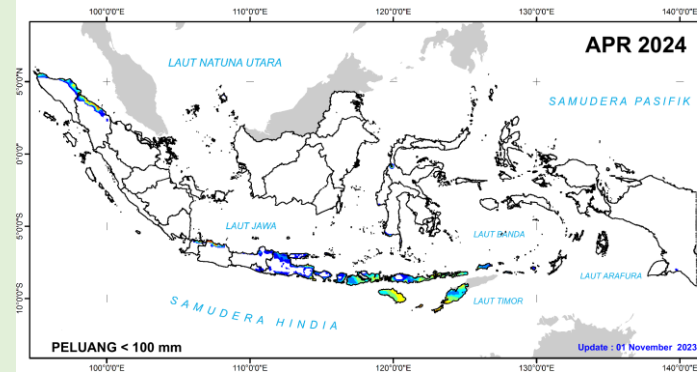 100°0'0"E 110°0'0"E 120°0'0"E 130°0'0"E 140°0'0"E
APR 2024
LAUT NATUNA UTARA
5°0'0"N
SAMUDERA PASIFIK
0°0'0"
LAUT JAWA
LAUT BANDA
5°0'0"S
LAUT ARAFURA
LAUT TIMOR
10°0'0"S
SAMUDERA HINDIA
PELUANG < 100 mm
Update : 01 November 2023
100°0'0"E 110°0'0"E 120°0'0"E 130°0'0"E 140°0'0"E